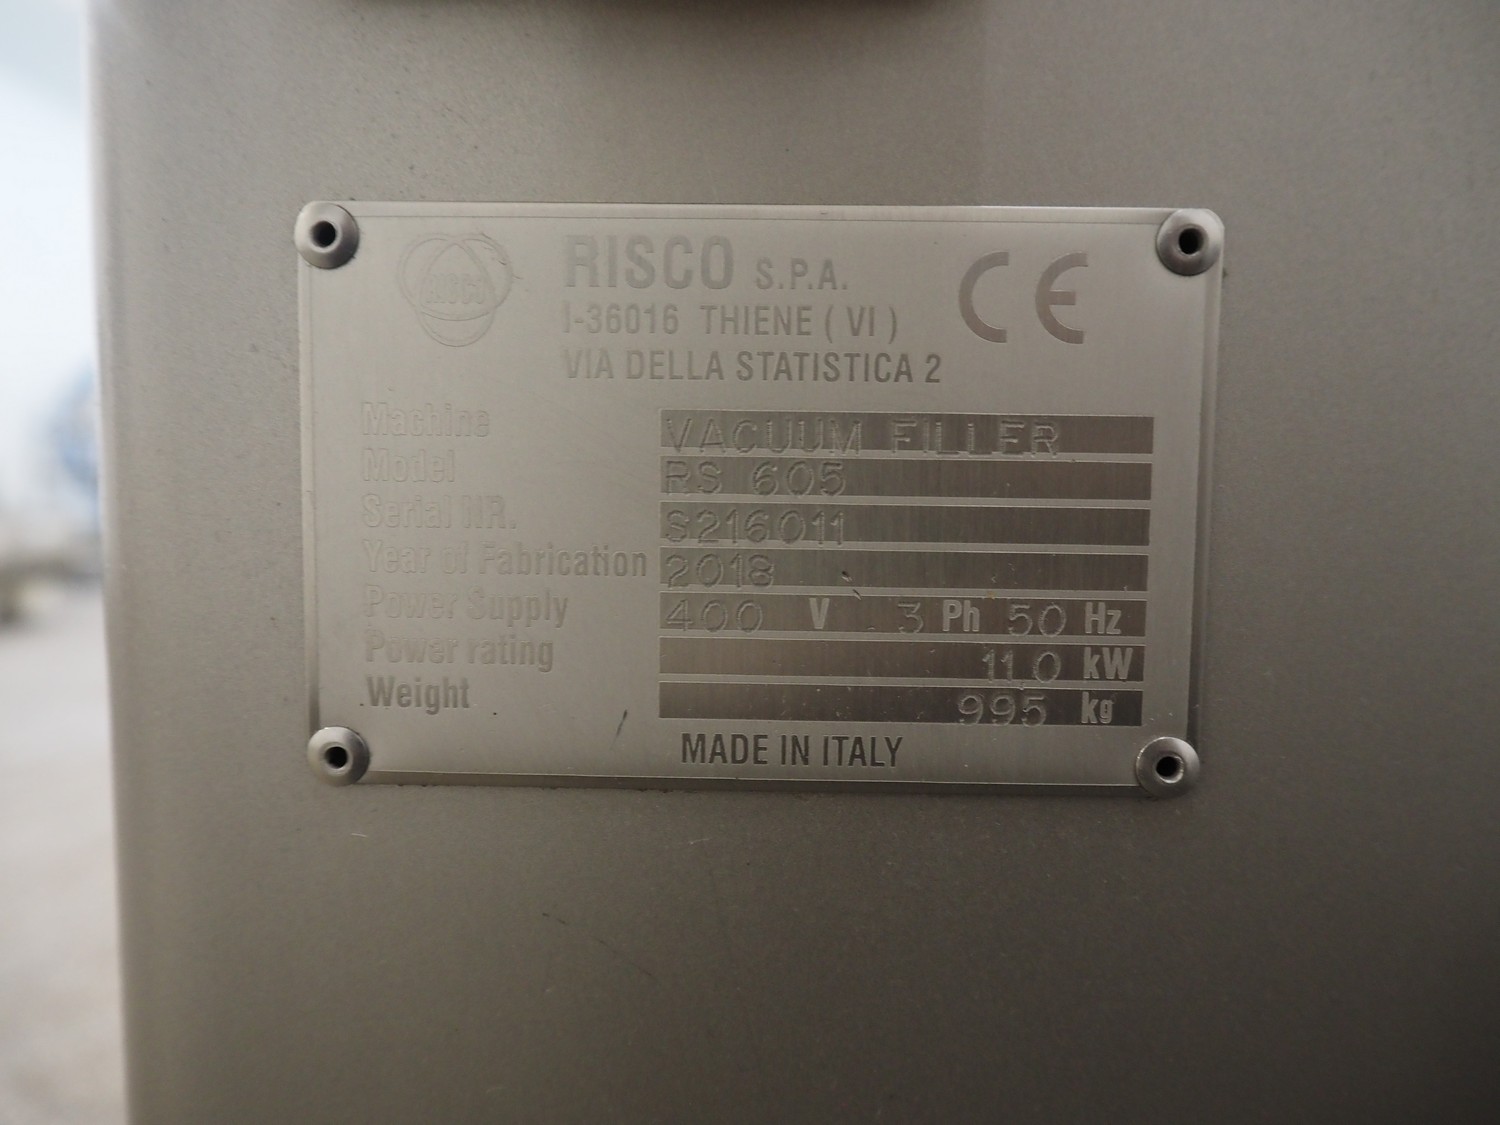 RISCO
RISCO S.P.A.
CE
I-36016 THIENE ( VI )
VIA DELLA STATISTICA 2
Machine VACUUM FILLER
Model RS 605
Serial NR. S216011
Year of Fabrication 2018
Power Supply 400 V 3 Ph 50 Hz
Power rating 11,0 kW
Weight 995 kg
MADE IN ITALY